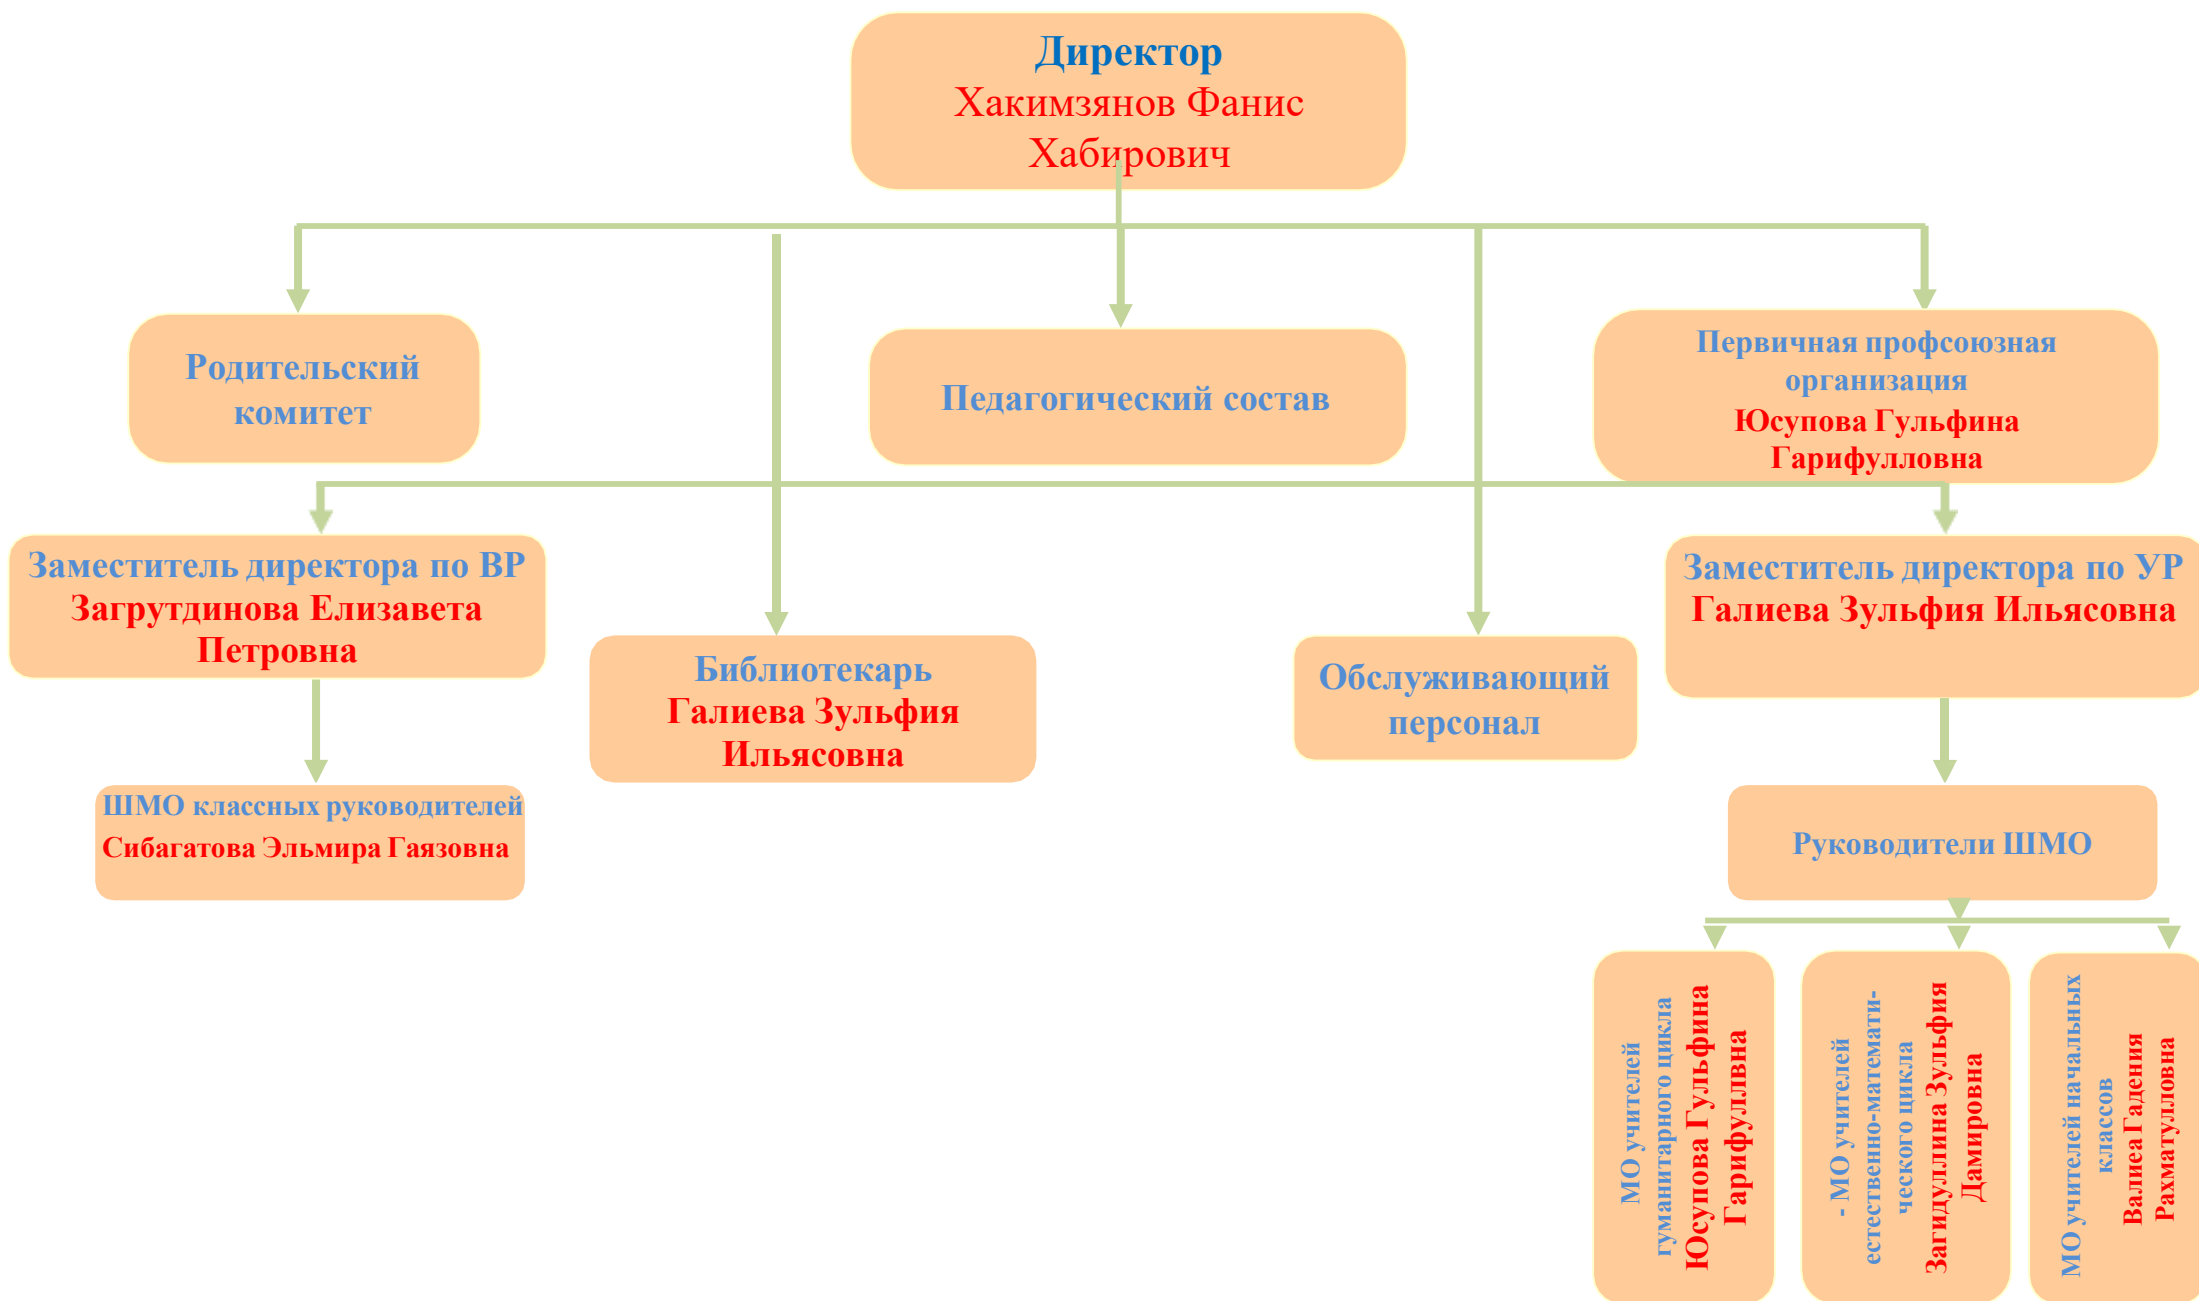 Директор
Хакимзянов Фанис
Хабирович
Родительский
комитет
Педагогический состав
Первичная профсоюзная
организация
Юсупова Гульфина
Гарифулловна
Заместитель директора по ВР
Загрутдинова Елизавета
Петровна
Библиотекарь
Галиева Зульфия
Ильясовна
Обслуживающий
персонал
Заместитель директора по УР
Галиева Зульфия Ильясовна
ШМО классных руководителей
Сибагатова Эльмира Гаязовна
Руководители ШМО
МО учителей
гуманитарного цикла
Юсупова Гульфина
Гарифуллвна
- МО учителей
естественно-математи-
ческого цикла
Загидуллина Зульфия
Дамировна
МО учителей начальных
классов
Валиеа Гадения
Рахматулловна